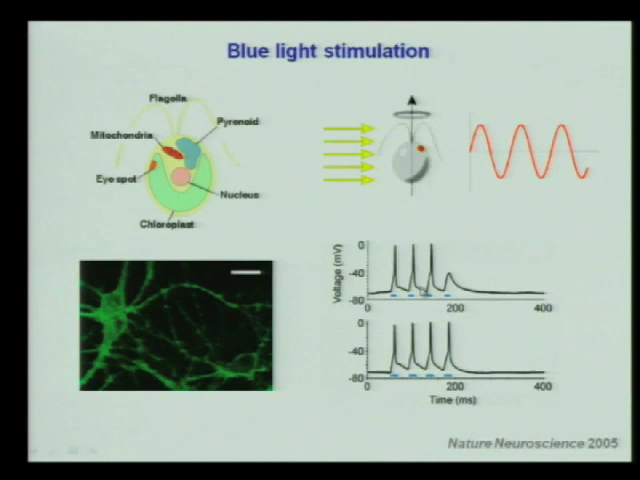 Blue light stimulation
Flagella
Pyrenoid
Mitochondria
Eye spot
Nucleus
Chloroplast
Voltage (mV)
0
-40
-80
0
200
400
0
-40
-80
0
200
400
Time (ms)
Nature Neuroscience 2005